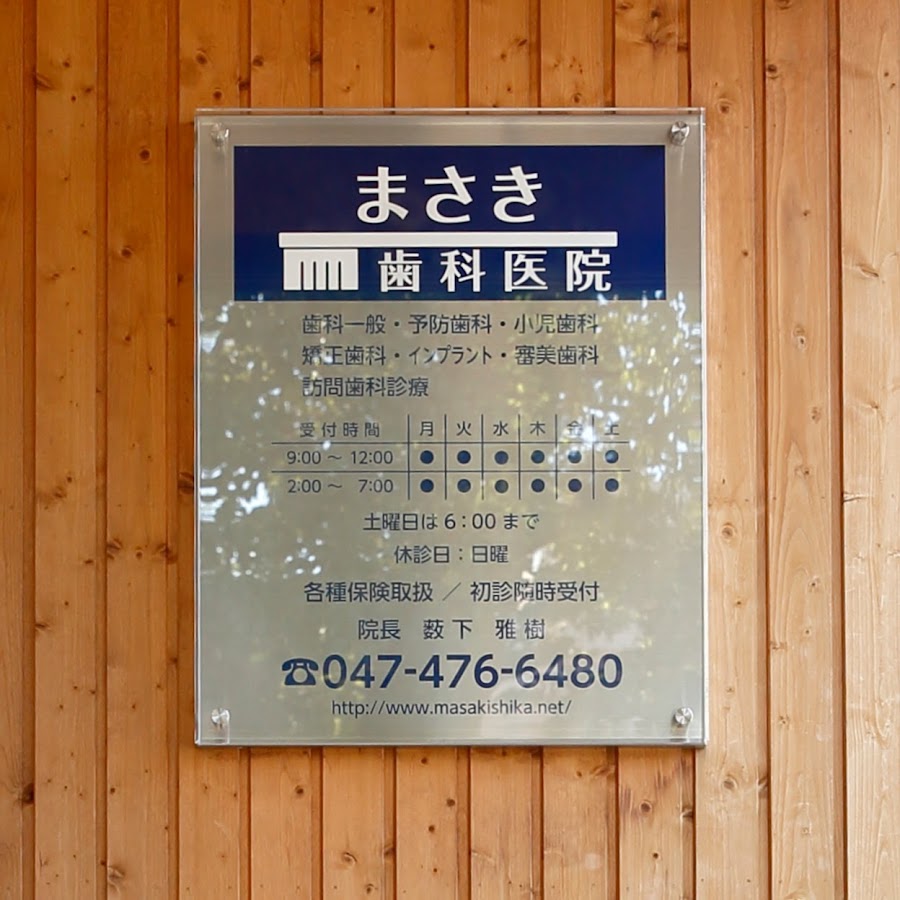 まさき
歯科医院
歯科一般・予防歯科・小児歯科
矯正歯科・インプラント・審美歯科
訪問歯科診療
受付時間 月 火 水 木 金 土
9:00 〜 12:00 ● ● ● ● ● ●
2:00 〜 7:00 ● ● ● ● ● ●
土曜日は6:00まで
休診日:日曜
各種保険取扱 / 初診随時受付
院長 薮下 雅樹
☎047-476-6480
http://www.masakishika.net/